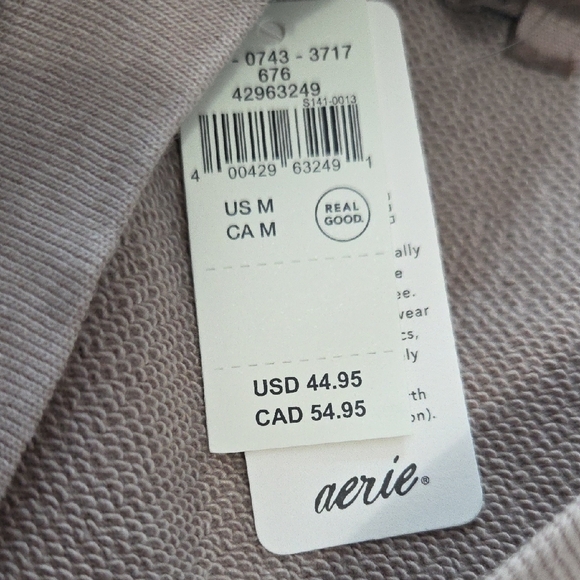 - 0743 - 3717
676
42963249
S141-0013
4 00429 63249 1
US M
CA M
REAL
GOOD.
ally
e
ee.
wear
cs,
ly
th
on).
USD 44.95
CAD 54.95
aerie®